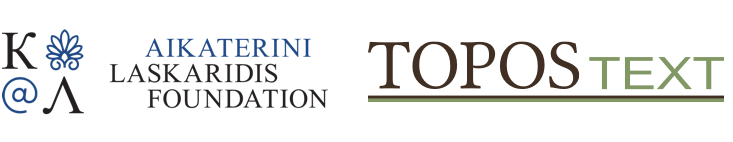 Κ
@Λ
AIKATERINI
LASKARIDIS
FOUNDATION
TOPOS TEXT